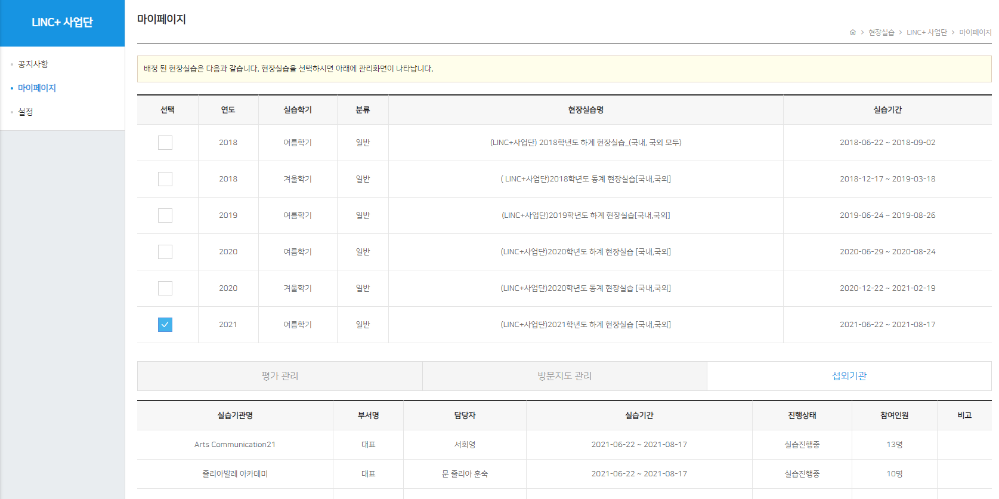 LINC+ 사업단
공지사항
마이페이지
설정
마이페이지
현장실습 > LINC+ 사업단 > 마이페이지
배정 된 현장실습은 다음과 같습니다. 현장실습을 선택하시면 아래에 관리화면이 나타납니다.
선택 연도 실습학기 분류 현장실습명 실습기간
2018 여름학기 일반 (LINC+사업단) 2018학년도 하계 현장실습_(국내, 국외 모두) 2018-06-22 ~ 2018-09-02
2018 겨울학기 일반 ( LINC+사업단)2018학년도 동계 현장실습[국내,국외] 2018-12-17 ~ 2019-03-18
2019 여름학기 일반 (LINC+사업단)2019학년도 하계 현장실습[국내,국외] 2019-06-24 ~ 2019-08-26
2020 여름학기 일반 (LINC+사업단)2020학년도 하계 현장실습 [국내,국외] 2020-06-29 ~ 2020-08-24
2020 겨울학기 일반 (LINC+사업단)2020학년도 동계 현장실습 [국내,국외] 2020-12-22 ~ 2021-02-19
2021 여름학기 일반 (LINC+사업단)2021학년도 하계 현장실습 [국내,국외] 2021-06-22 ~ 2021-08-17
평가 관리 방문지도 관리 섭외기관
실습기관명 부서명 담당자 실습기간 진행상태 참여인원 비고
Arts Communication21 대표 서희영 2021-06-22 ~ 2021-08-17 실습진행중 13명
줄리아발레 아카데미 대표 문 줄리아 훈숙 2021-06-22 ~ 2021-08-17 실습진행중 10명